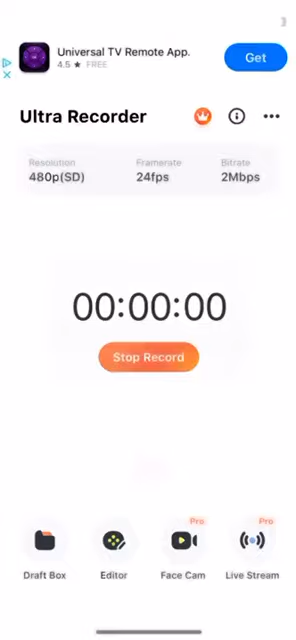 Universal TV Remote App.
4.5 ★ FREE
Get
Ultra Recorder
Resolution Framerate Bitrate
480p(SD) 24fps 2Mbps
00:00:00:00
Stop Record
Pro Pro
Draft Box Editor Face Cam Live Stream